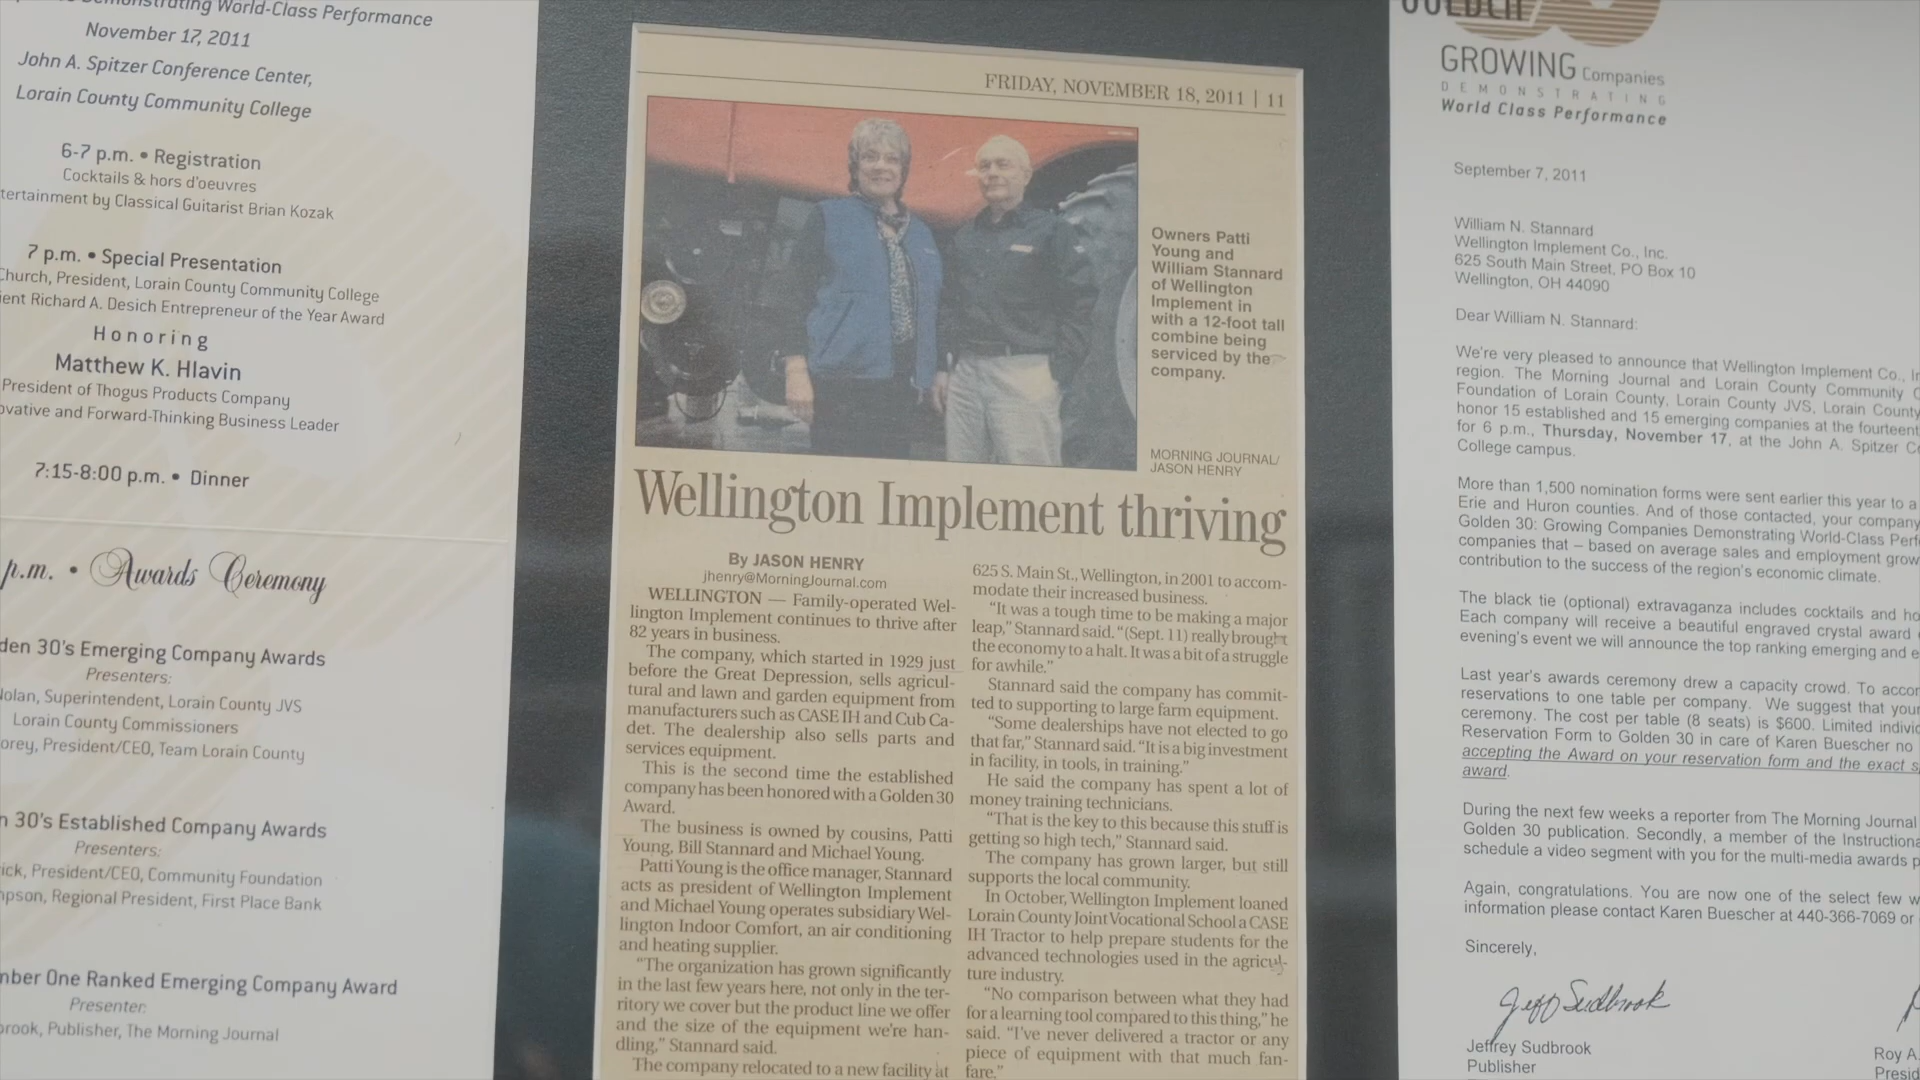 Demonstrating World-Class Performance
November 17, 2011
John A. Spitzer Conference Center,
Lorain County Community College
6-7 p.m. • Registration
Cocktails & hors d'oeuvres
tertainment by Classical Guitarist Brian Kozak
7 p.m. • Special Presentation
Church, President, Lorain County Community College
ient Richard A. Desich Entrepreneur of the Year Award
Honoring
Matthew K. Hlavin
President of Thogus Products Company
ovative and Forward-Thinking Business Leader
7:15-8:00 p.m. • Dinner
p.m. • Awards Ceremony
den 30's Emerging Company Awards
Presenters:
Nolan, Superintendent, Lorain County JVS
Lorain County Commissioners
orey, President/CEO, Team Lorain County
n 30's Established Company Awards
Presenters:
ick, President/CEO, Community Foundation
mpson, Regional President, First Place Bank
mber One Ranked Emerging Company Award
Presenter:
brook, Publisher, The Morning Journal
FRIDAY, NOVEMBER 18, 2011 | 11
Owners Patti
Young and
William Stannard
of Wellington
Implement in
with a 12-foot tall
combine being
serviced by the
company.
MORNING JOURNAL/
JASON HENRY
Wellington Implement thriving
By JASON HENRY
jhenry@MorningJournal.com
WELLINGTON — Family-operated Wel-
lington Implement continues to thrive after
82 years in business.
The company, which started in 1929 just
before the Great Depression, sells agricul-
tural and lawn and garden equipment from
manufacturers such as CASE IH and Cub Ca-
det. The dealership also sells parts and
services equipment.
This is the second time the established
company has been honored with a Golden 30
Award.
The business is owned by cousins, Patti
Young, Bill Stannard and Michael Young.
Patti Young is the office manager, Stannard
acts as president of Wellington Implement
and Michael Young operates subsidiary Wel-
lington Indoor Comfort, an air conditioning
and heating supplier.
"The organization has grown significantly
in the last few years here, not only in the ter-
ritory we cover but the product line we offer
and the size of the equipment we're han-
dling," Stannard said.
The company relocated to a new facility at
625 S. Main St., Wellington, in 2001 to accom-
modate their increased business.
"It was a tough time to be making a major
leap," Stannard said. "(Sept. 11) really brought
the economy to a halt. It was a bit of a struggle
for awhile."
Stannard said the company has commit-
ted to supporting to large farm equipment.
"Some dealerships have not elected to go
that far," Stannard said. "It is a big investment
in facility, in tools, in training."
He said the company has spent a lot of
money training technicians.
"That is the key to this because this stuff is
getting so high tech," Stannard said.
The company has grown larger, but still
supports the local community.
In October, Wellington Implement loaned
Lorain County Joint Vocational School a CASE
IH Tractor to help prepare students for the
advanced technologies used in the agricul-
ture industry.
"No comparison between what they had
for a learning tool compared to this thing," he
said. "I've never delivered a tractor or any
piece of equipment with that much fan-
fare."
GOLDEN
GROWING Companies
DEMONSTRATING
World Class Performance
September 7, 2011
William N. Stannard
Wellington Implement Co., Inc.
625 South Main Street, PO Box 10
Wellington, OH 44090
Dear William N. Stannard:
We're very pleased to announce that Wellington Implement Co., In
region. The Morning Journal and Lorain County Community C
Foundation of Lorain County, Lorain County JVS, Lorain County
honor 15 established and 15 emerging companies at the fourteent
for 6 p.m., Thursday, November 17, at the John A. Spitzer Co
College campus.
More than 1,500 nomination forms were sent earlier this year to a
Erie and Huron counties. And of those contacted, your company
Golden 30: Growing Companies Demonstrating World-Class Perf
companies that – based on average sales and employment grow
contribution to the success of the region's economic climate.
The black tie (optional) extravaganza includes cocktails and ho
Each company will receive a beautiful engraved crystal award
evening's event we will announce the top ranking emerging and e
Last year's awards ceremony drew a capacity crowd. To accor
reservations to one table per company. We suggest that your
ceremony. The cost per table (8 seats) is $600. Limited indivic
Reservation Form to Golden 30 in care of Karen Buescher no
accepting the Award on your reservation form and the exact s
award.
During the next few weeks a reporter from The Morning Journal
Golden 30 publication. Secondly, a member of the Instructiona
schedule a video segment with you for the multi-media awards p
Again, congratulations. You are now one of the select few w
information please contact Karen Buescher at 440-366-7069 or
Sincerely,
Jeff Sudbrook
Jeffrey Sudbrook
Publisher
Roy A.
Presid